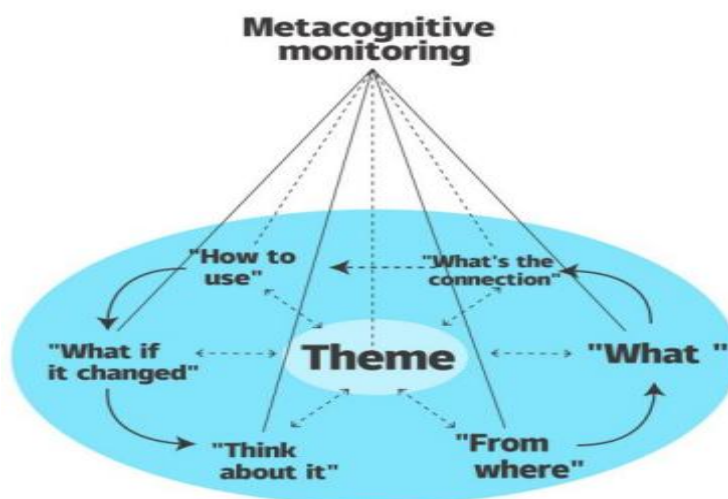 Metacognitive
monitoring
"How to
use"
"What's the
connection"
"What if
it changed"
Theme
"What "
"Think
about it"
"From
where"